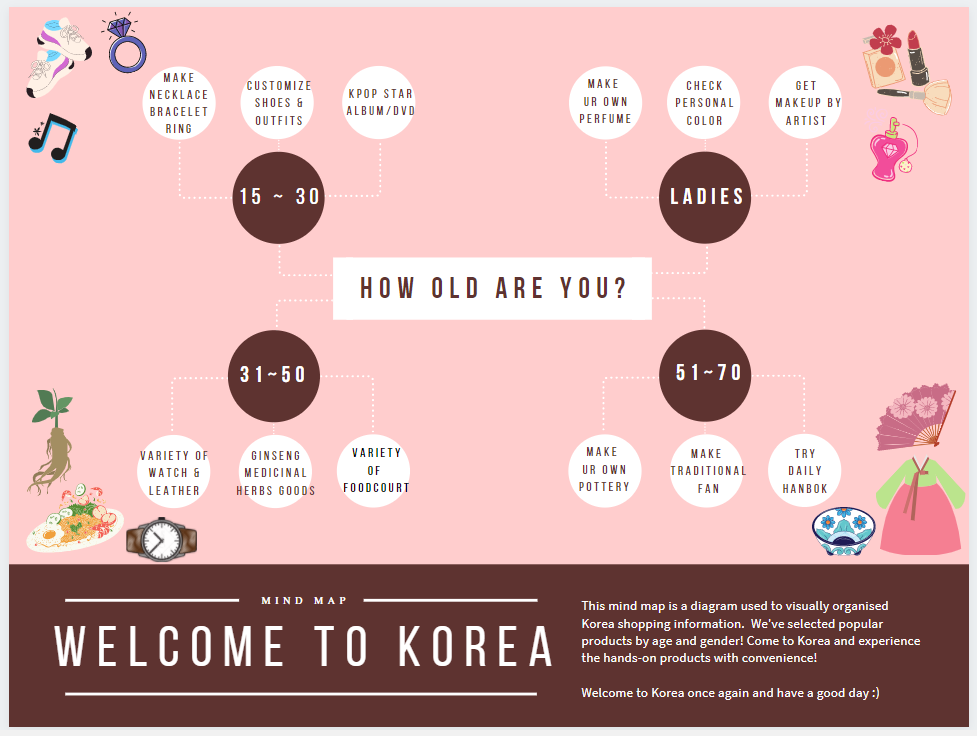 MAKE
NECKLACE
BRACELET
RING
CUSTOMIZE
SHOES &
OUTFITS
KPOP STAR
ALBUM/DVD
15 ~ 30
MAKE
UR OWN
PERFUME
CHECK
PERSONAL
COLOR
GET
MAKEUP BY
ARTIST
LADIES
HOW OLD ARE YOU?
31~50
VARIETY OF
WATCH &
LEATHER
GINSENG
MEDICINAL
HERBS GOODS
VARIETY
OF
FOODCOURT
51~70
MAKE
UR OWN
POTTERY
MAKE
TRADITIONAL
FAN
TRY
DAILY
HANBOK
MIND MAP
WELCOME TO KOREA
This mind map is a diagram used to visually organised
Korea shopping information. We've selected popular
products by age and gender! Come to Korea and experience
the hands-on products with convenience!
Welcome to Korea once again and have a good day :)